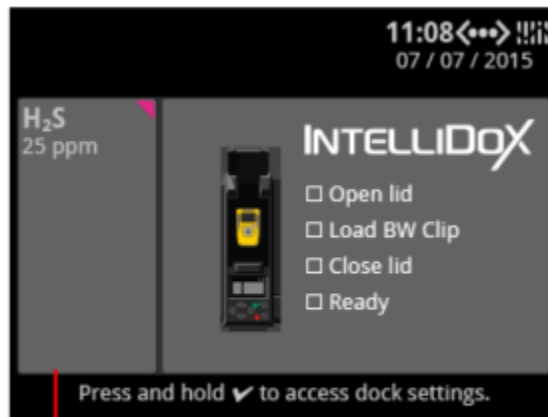 11:08
07 / 07 / 2015
H₂S
25 ppm
INTELLIDOX
Open lid
Load BW Clip
Close lid
Ready
Press and hold ✔ to access dock settings.